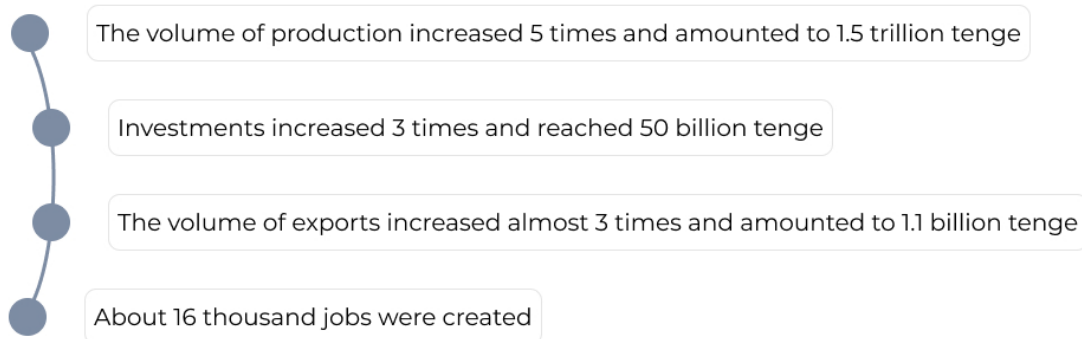 The volume of production increased 5 times and amounted to 1.5 trillion tenge
Investments increased 3 times and reached 50 billion tenge
The volume of exports increased almost 3 times and amounted to 1.1 billion tenge
About 16 thousand jobs were created